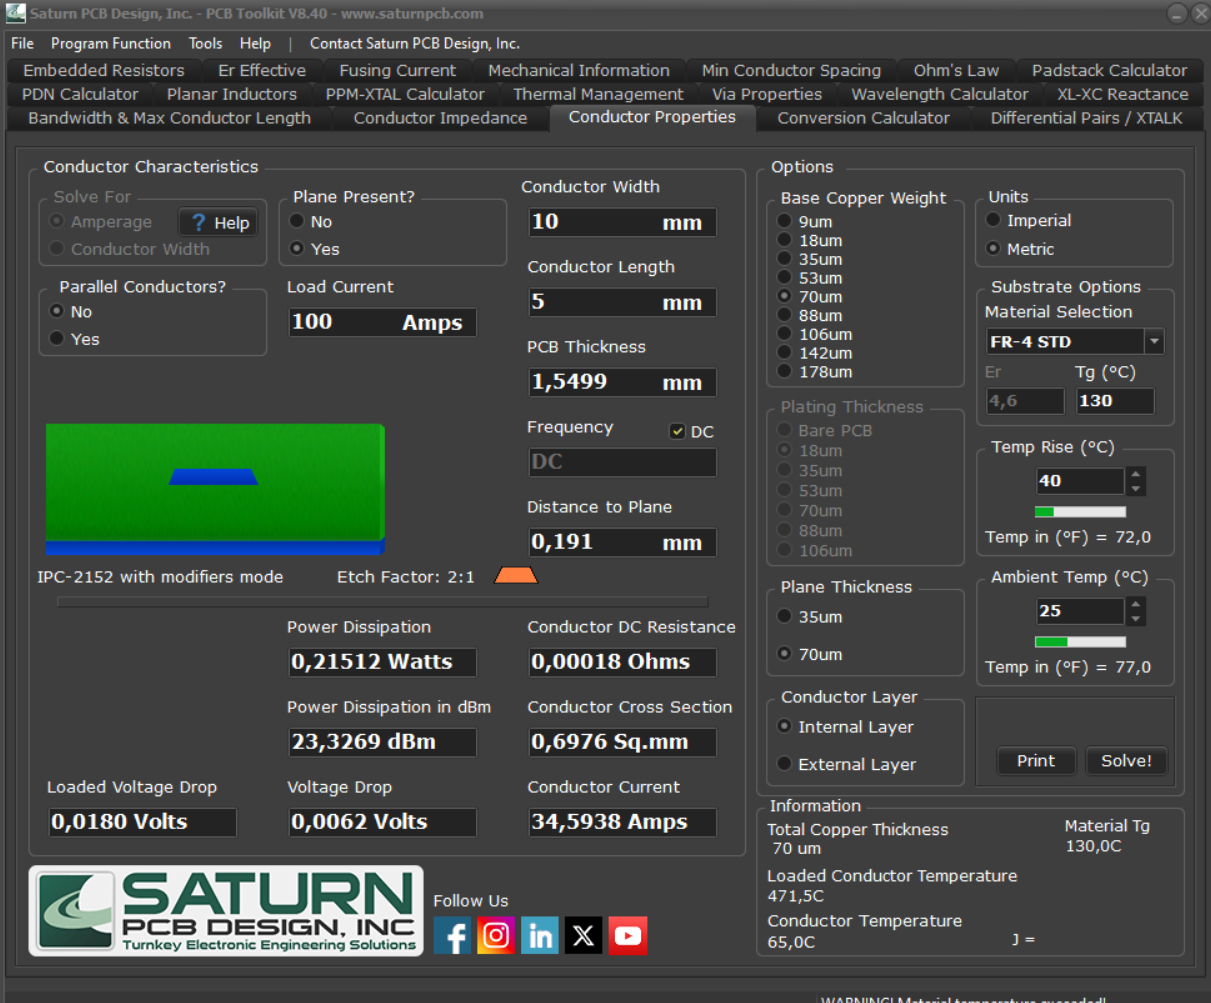 Saturn PCB Design, Inc. - PCB Toolkit V8.40 - www.saturnpcb.com
File Program Function Tools Help | Contact Saturn PCB Design, Inc.
Embedded Resistors Er Effective Fusing Current Mechanical Information Min Conductor Spacing Ohm's Law Padstack Calculator
PDN Calculator Planar Inductors PPM-XTAL Calculator Thermal Management Via Properties Wavelength Calculator XL-XC Reactance
Bandwidth & Max Conductor Length Conductor Impedance Conductor Properties Conversion Calculator Differential Pairs / XTALK
Conductor Characteristics
Solve For
Amperage
? Help
Conductor Width
Plane Present?
No
Yes
Parallel Conductors?
No
Yes
Load Current
100 Amps
Conductor Width
10 mm
Conductor Length
5 mm
PCB Thickness
1,5499 mm
Frequency
DC
DC
Distance to Plane
0,191 mm
IPC-2152 with modifiers mode
Etch Factor: 2:1
Power Dissipation
0,21512 Watts
Conductor DC Resistance
0,00018 Ohms
Power Dissipation in dBm
23,3269 dBm
Conductor Cross Section
0,6976 Sq.mm
Loaded Voltage Drop
0,0180 Volts
Voltage Drop
0,0062 Volts
Conductor Current
34,5938 Amps
Options
Base Copper Weight
9um
18um
35um
53um
70um
88um
106um
142um
178um
Plating Thickness
Bare PCB
18um
35um
53um
70um
88um
106um
Plane Thickness
35um
70um
Conductor Layer
Internal Layer
External Layer
Units
Imperial
Metric
Substrate Options
Material Selection
FR-4 STD
Er Tg (°C)
4,6 130
Temp Rise (°C)
40
Temp in (°F) = 72,0
Ambient Temp (°C)
25
Temp in (°F) = 77,0
Print Solve!
Information
Total Copper Thickness
70 um
Material Tg
130,0C
Loaded Conductor Temperature
471,5C
Conductor Temperature
65,0C
J =
SATURN
PCB DESIGN, INC
Turnkey Electronic Engineering Solutions
Follow Us
f
in
X
WARNING! Material temperature exceeded!